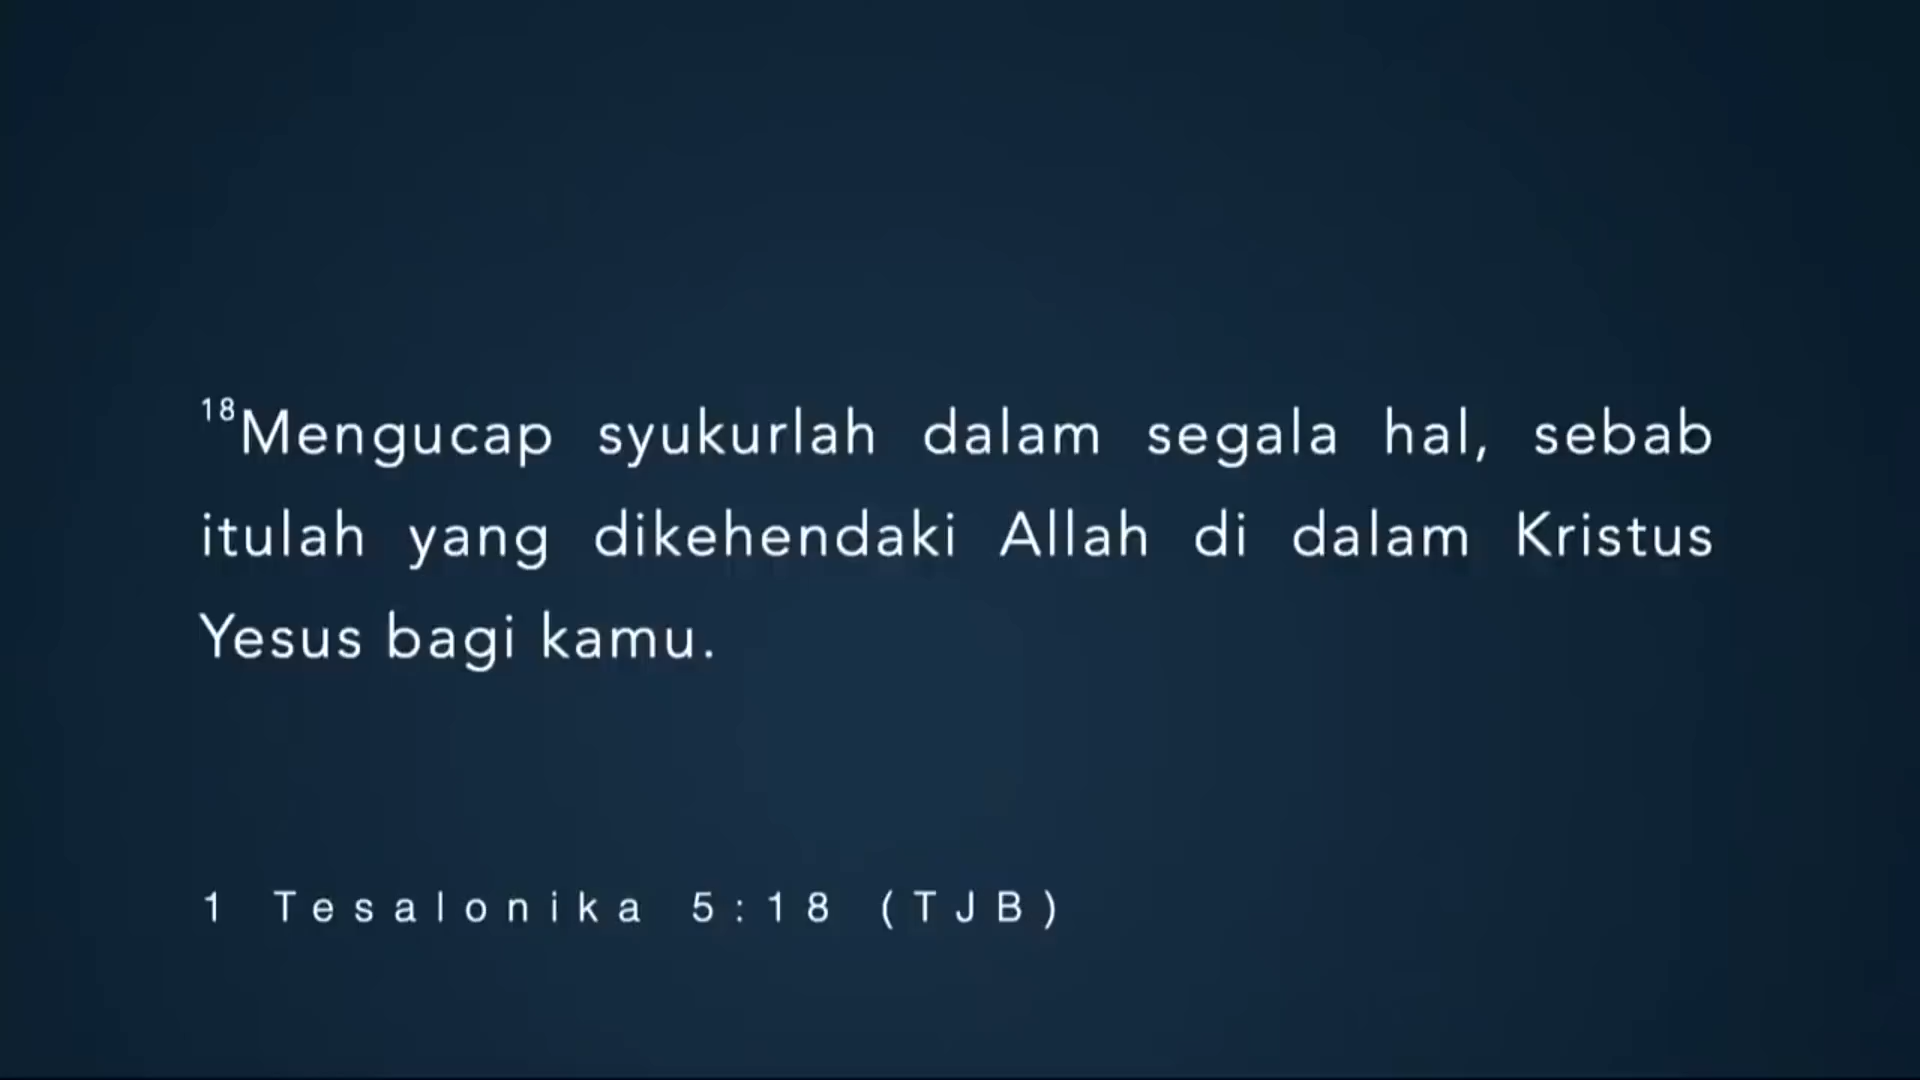 18Mengucap syukurlah dalam segala hal, sebab
itulah yang dikehendaki Allah di dalam Kristus
Yesus bagi kamu.
1 Tesalonika 5:18 (TJB)